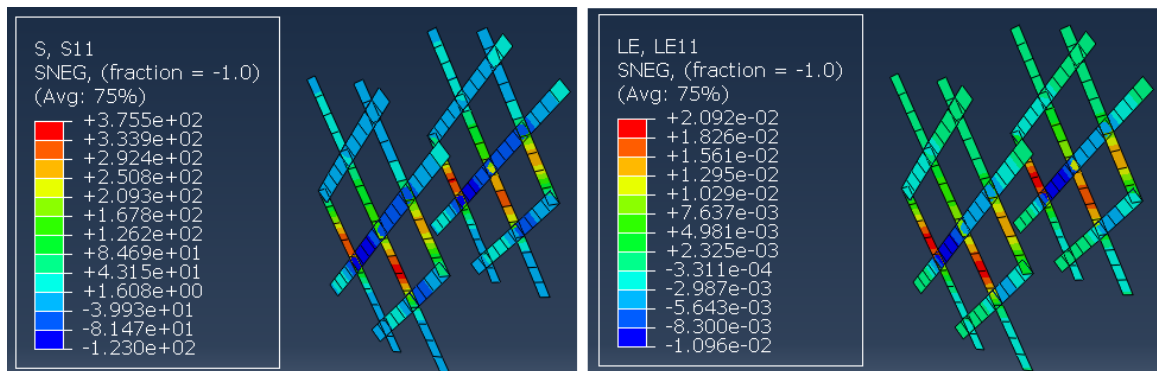 S, S11
SNEG, (fraction = -1.0)
(Avg: 75%)
+3.755e+02
+3.339e+02
+2.924e+02
+2.508e+02
+2.093e+02
+1.678e+02
+1.262e+02
+8.469e+01
+4.315e+01
+1.608e+00
-3.993e+01
-8.147e+01
-1.230e+02
LE, LE11
SNEG, (fraction = -1.0)
(Avg: 75%)
+2.092e-02
+1.826e-02
+1.561e-02
+1.295e-02
+1.029e-02
+7.637e-03
+4.981e-03
+2.325e-03
-3.311e-04
-2.987e-03
-5.643e-03
-8.300e-03
-1.096e-02